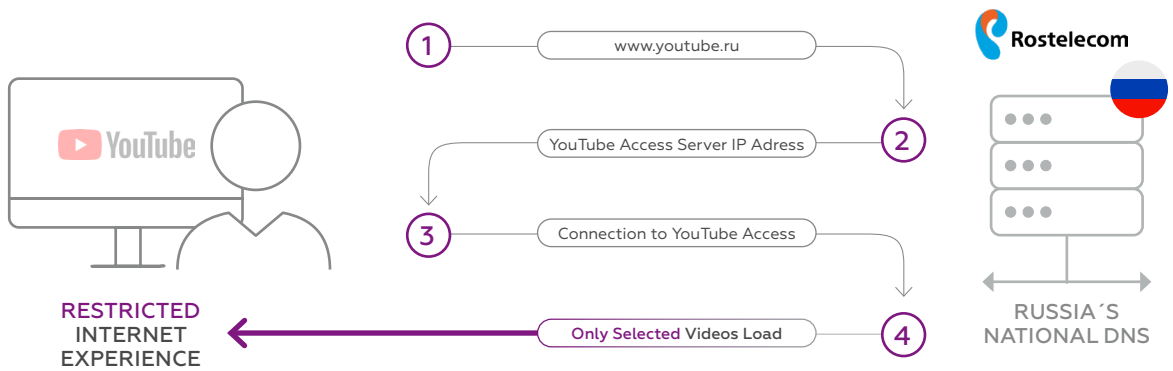 1
www.youtube.ru
Rostelecom
YouTube
YouTube Access Server IP Adress
2
3
Connection to YouTube Access
RESTRICTED
INTERNET
EXPERIENCE
Only Selected Videos Load
4
RUSSIA´S
NATIONAL DNS